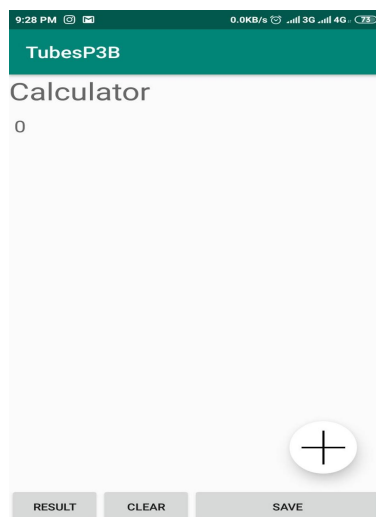 9:28 PM 0.0KB/s 3G 4G 73
TubesP3B
Calculator
0
RESULT CLEAR SAVE